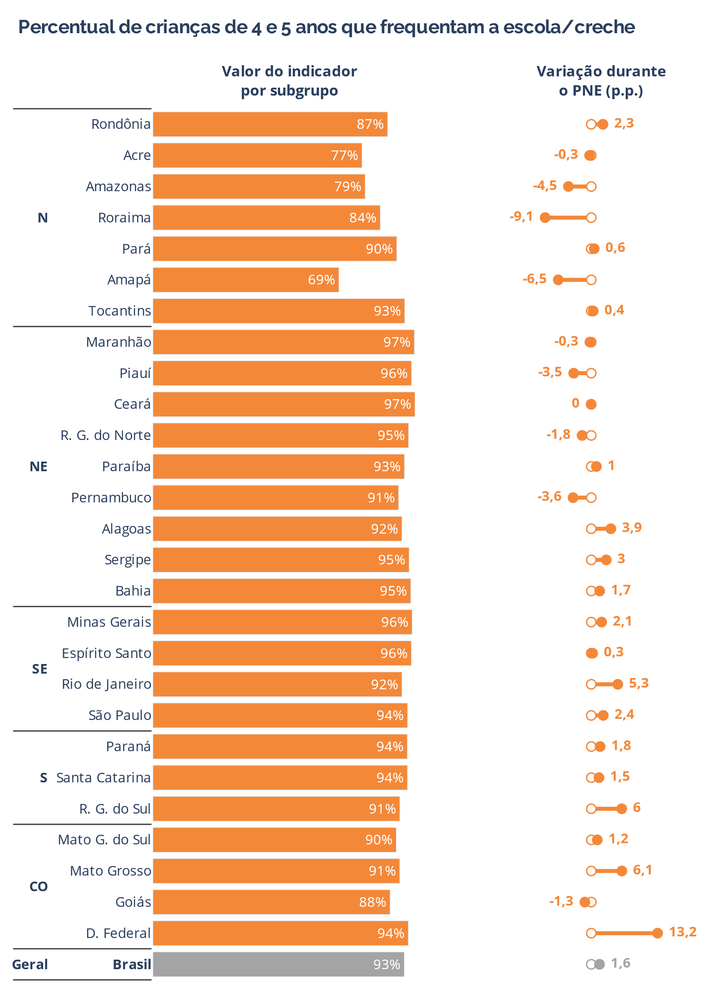 Percentual de crianças de 4 e 5 anos que frequentam a escola/creche
Valor do indicador
por subgrupo
Variação durante
o PNE (p.p.)
Rondônia 87% 2,3
Acre 77% -0,3
Amazonas 79% -4,5
N Roraima 84% -9,1
Pará 90% 0,6
Amapá 69% -6,5
Tocantins 93% 0,4
Maranhão 97% -0,3
Piauí 96% -3,5
Ceará 97% 0
R. G. do Norte 95% -1,8
NE Paraíba 93% 1
Pernambuco 91% -3,6
Alagoas 92% 3,9
Sergipe 95% 3
Bahia 95% 1,7
Minas Gerais 96% 2,1
Espírito Santo 96% 0,3
SE
Rio de Janeiro 92% 5,3
São Paulo 94% 2,4
Paraná 94% 1,8
S Santa Catarina 94% 1,5
R. G. do Sul 91% 6
Mato G. do Sul 90% 1,2
Mato Grosso 91% 6,1
CO
Goiás 88% -1,3
D. Federal 94% 13,2
Geral Brasil 93% 1,6